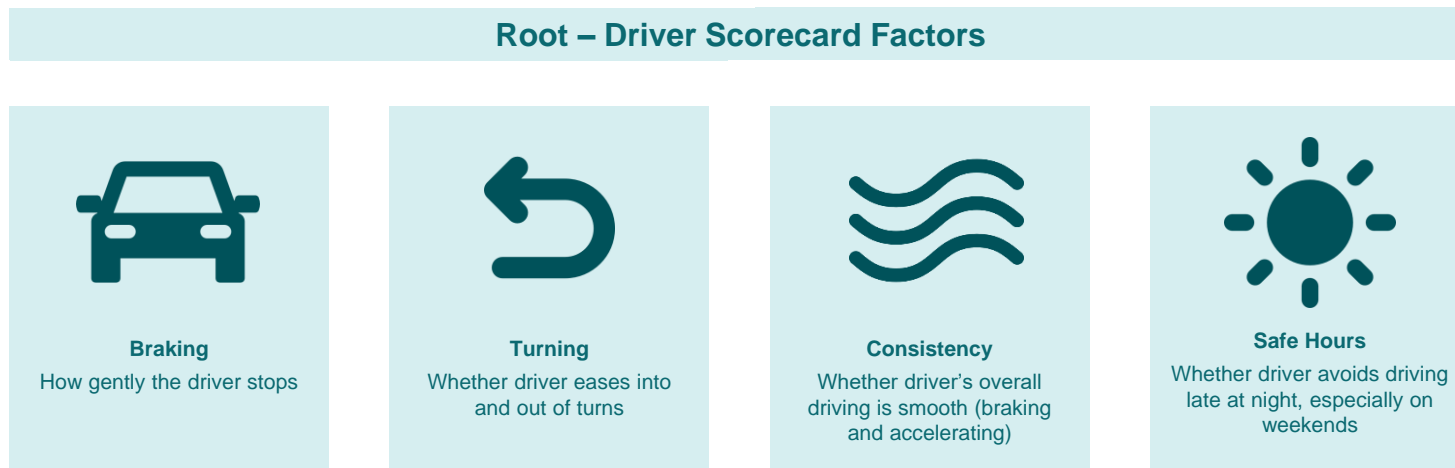 Root – Driver Scorecard Factors
Braking
How gently the driver stops
Turning
Whether driver eases into
and out of turns
Consistency
Whether driver’s overall
driving is smooth (braking
and accelerating)
Safe Hours
Whether driver avoids driving
late at night, especially on
weekends